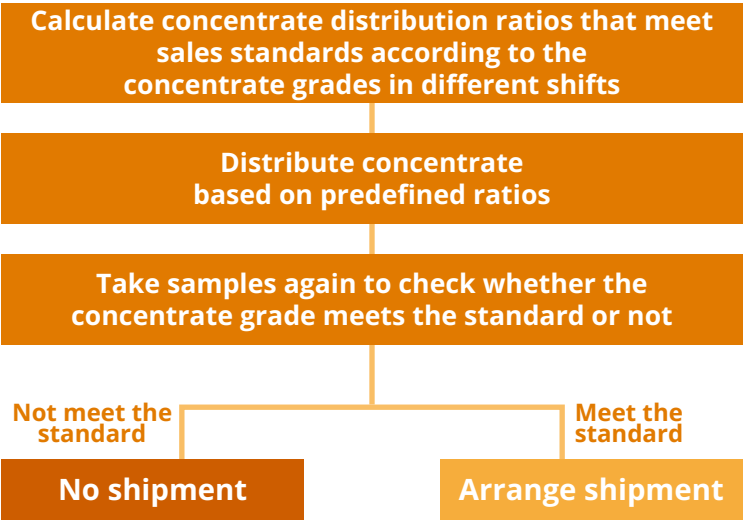 Calculate concentrate distribution ratios that meet
sales standards according to the
concentrate grades in different shifts
Distribute concentrate
based on predefined ratios
Take samples again to check whether the
concentrate grade meets the standard or not
Not meet the
standard
Meet the
standard
No shipment
Arrange shipment